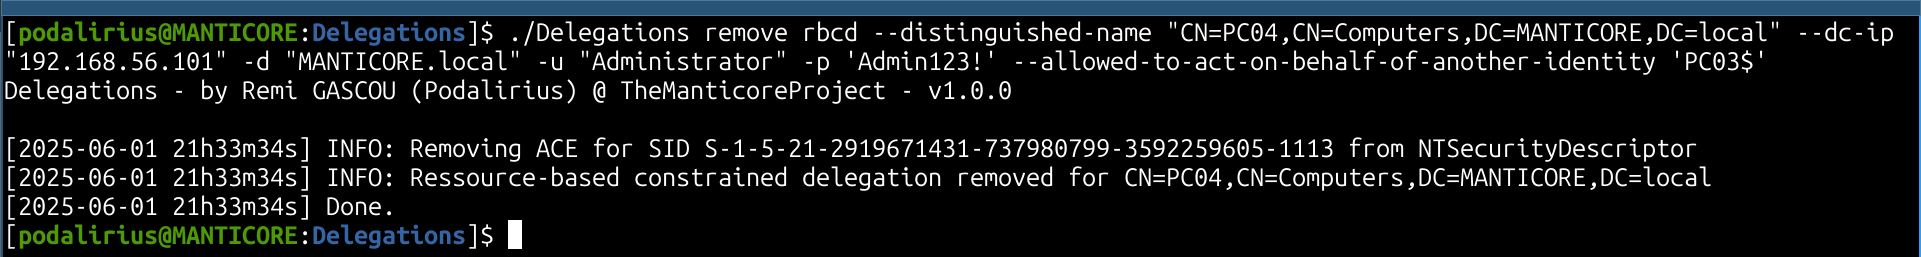 [podalirius@MANTICORE:Delegations]$ ./Delegations remove rbcd --distinguished-name "CN=PC04,CN=Computers,DC=MANTICORE,DC=local" --dc-ip
"192.168.56.101" -d "MANTICORE.local" -u "Administrator" -p 'Admin123!' --allowed-to-act-on-behalf-of-another-identity 'PC03$'
Delegations - by Remi GASCOU (Podalirius) @ TheManticoreProject - v1.0.0
[2025-06-01 21h33m34s] INFO: Removing ACE for SID S-1-5-21-2919671431-737980799-3592259605-1113 from NTSecurityDescriptor
[2025-06-01 21h33m34s] INFO: Ressource-based constrained delegation removed for CN=PC04,CN=Computers,DC=MANTICORE,DC=local
[2025-06-01 21h33m34s] Done.
[podalirius@MANTICORE:Delegations]$